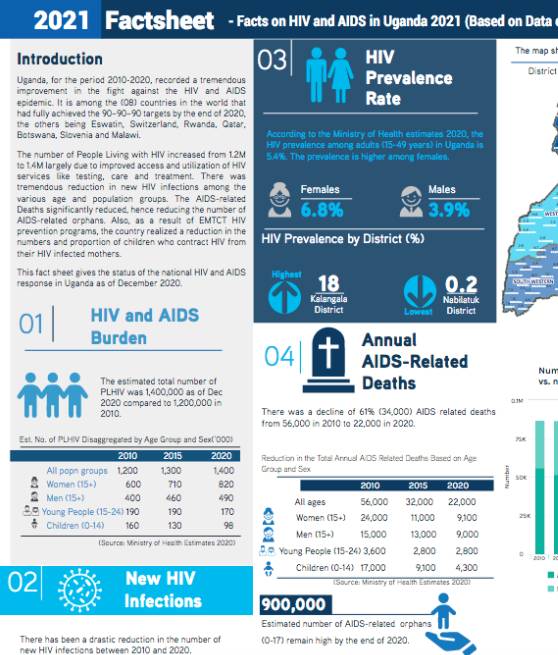 2021 Factsheet - Facts on HIV and AIDS in Uganda 2021 (Based on Data
Introduction
Uganda, for the period 2010-2020, recorded a tremendous
improvement in the fight against the HIV and AIDS
epidemic. It is among the (08) countries in the world that
had fully achieved the 90-90-90 targets by the end of 2020,
the others being Eswatin, Switzerland, Rwanda, Qatar,
Botswana, Slovenia and Malawi.
The number of People Living with HIV increased from 1.2M
to 1.4M largely due to improved access and utilization of HIV
services like testing, care and treatment. There was
tremendous reduction in new HIV infections among the
various age and population groups. The AIDS-related
Deaths significantly reduced, hence reducing the number of
AIDS-related orphans. Also, as a result of EMTCT HIV
prevention programs, the country realized a reduction in the
numbers and proportion of children who contract HIV from
their HIV infected mothers.
This fact sheet gives the status of the national HIV and AIDS
response in Uganda as of December 2020.
01 HIV and AIDS
Burden
The estimated total number of
PLHIV was 1,400,000 as of Dec
2020 compared to 1,200,000 in
2010.
Est. No. of PLHIV Disaggregated by Age Group and Sex('000)
2010 2015 2020
All popn groups 1,200 1,300 1,400
Women (15+) 600 710 820
Men (15+) 400 460 490
Young People (15-24) 190 190 170
Children (0-14) 160 130 98
(Source: Ministry of Health Estimates 2020)
02 New HIV
Infections
There has been a drastic reduction in the number of
new HIV infections between 2010 and 2020,
03 HIV
Prevalence
Rate
According to the Ministry of Health estimates 2020, the
HIV prevalence among adults (15-49 years) in Uganda is
5.4%. The prevalence is higher among females.
Females Males
6.8% 3.9%
HIV Prevalence by District (%)
Highest 18 0.2
Kalangala Nabilatuk
District Lowest District
04 Annual
AIDS-Related
Deaths
There was a decline of 61% (34,000) AIDS related deaths
from 56,000 in 2010 to 22,000 in 2020.
Reduction in the Total Annual AIDS Related Deaths Based on Age
Group and Sex
2010 2015 2020
All ages 56,000 32,000 22,000
Women (15+) 24,000 11,000 9,100
Men (15+) 15,000 13,000 9,000
Young People (15-24) 3,600 2,800 2,800
Children (0-14) 17,000 9,100 4,300
(Source: Ministry of Health Estimates 2020)
900,000
Estimated number of AIDS-related orphans
(0-17) remain high by the end of 2020.
The map sh
District
WEST
SOUTH WESTERN
Num
vs. n
0.1M
75K
50K
25K
0
Number
2010